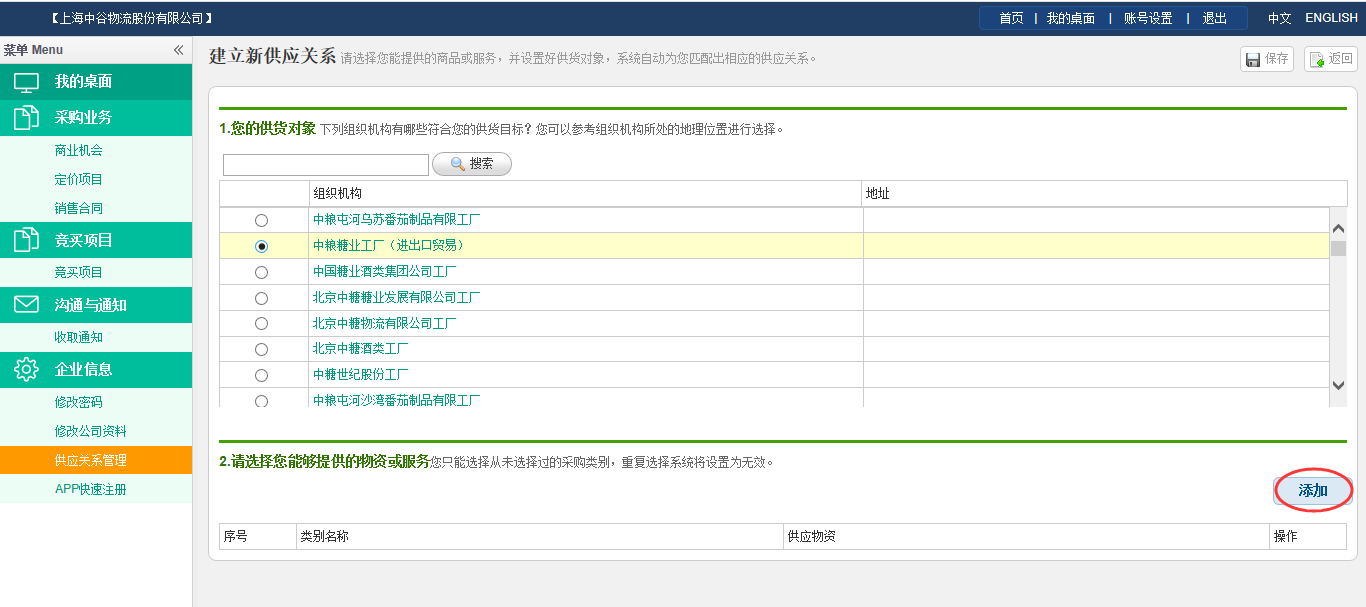 【上海中谷物流股份有限公司】
首页 | 我的桌面 | 账号设置 | 退出 中文 ENGLISH
菜单 Menu
我的桌面
采购业务
商业机会
定价项目
销售合同
竞买项目
竞买项目
沟通与通知
收取通知
企业信息
修改密码
修改公司资料
供应关系管理
APP快速注册
建立新供应关系 请选择您能提供的商品或服务，并设置好供货对象，系统自动为您匹配出相应的供应关系。
保存 返回
1.您的供货对象 下列组织机构有哪些符合您的供货目标？您可以参考组织机构所处的地理位置进行选择。
搜索
组织机构 地址
中粮屯河乌苏番茄制品有限工厂
中粮糖业工厂（进出口贸易）
中国糖业酒类集团公司工厂
北京中糖糖业发展有限公司工厂
北京中糖物流有限公司工厂
北京中糖酒类工厂
中糖世纪股份工厂
中粮屯河沙湾番茄制品有限工厂
2.请选择您能够提供的物资或服务您只能选择从未选择过的采购类别，重复选择系统将设置为无效。
添加
序号 类别名称 供应物资 操作